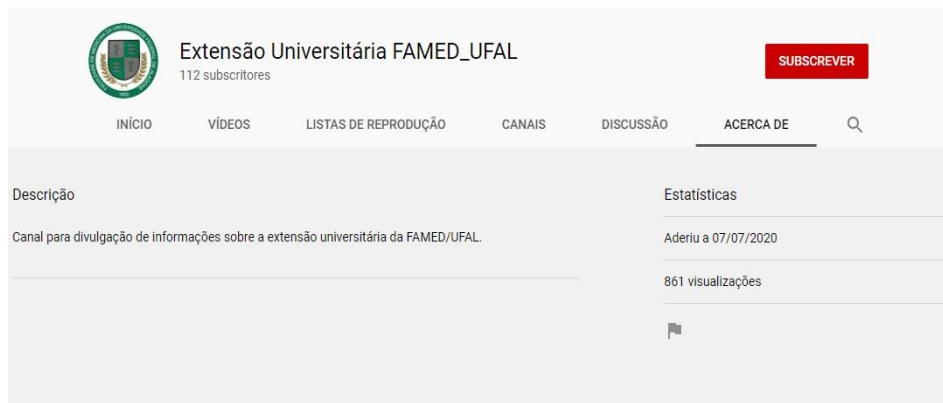 Extensão Universitária FAMED_UFAL
112 subscritores
SUBSCREVER
INÍCIO VÍDEOS LISTAS DE REPRODUÇÃO CANAIS DISCUSSÃO ACERCA DE
Descrição
Canal para divulgação de informações sobre a extensão universitária da FAMED/UFAL.
Estatísticas
Aderiu a 07/07/2020
861 visualizações